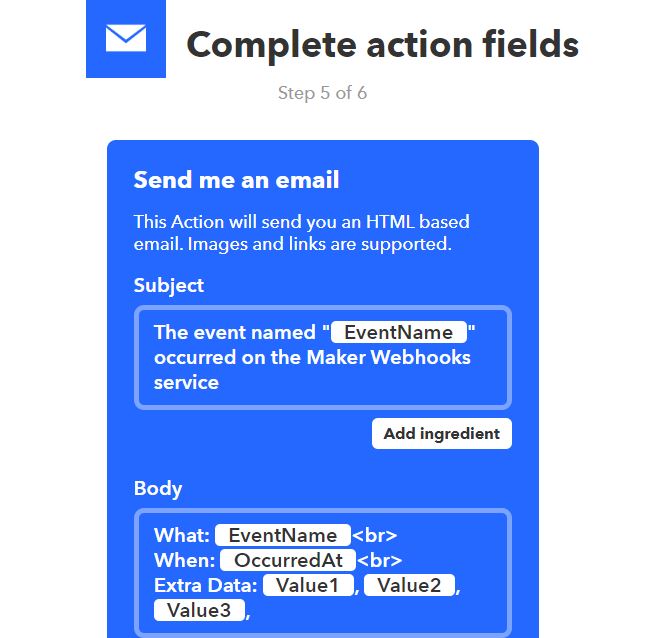 Complete action fields
Step 5 of 6
Send me an email
This Action will send you an HTML based
email. Images and links are supported.
Subject
The event named "EventName"
occurred on the Maker Webhooks
service
Add ingredient
Body
What: EventName<br>
When: OccurredAt<br>
Extra Data: Value1, Value2,
Value3,